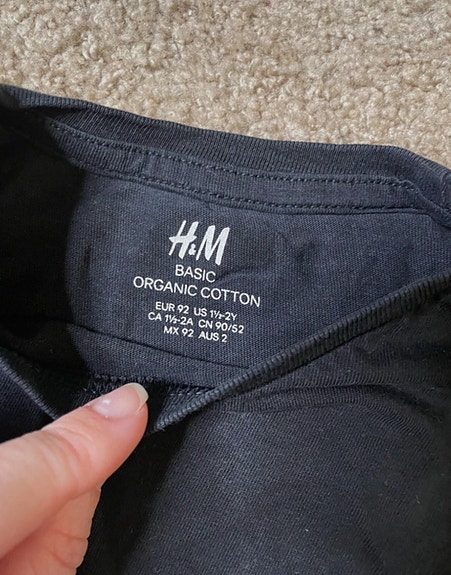 H&M
BASIC
ORGANIC COTTON
EUR 92 US 1½-2Y
CA 1½-2A CN 90/52
MX 92 AUS 2